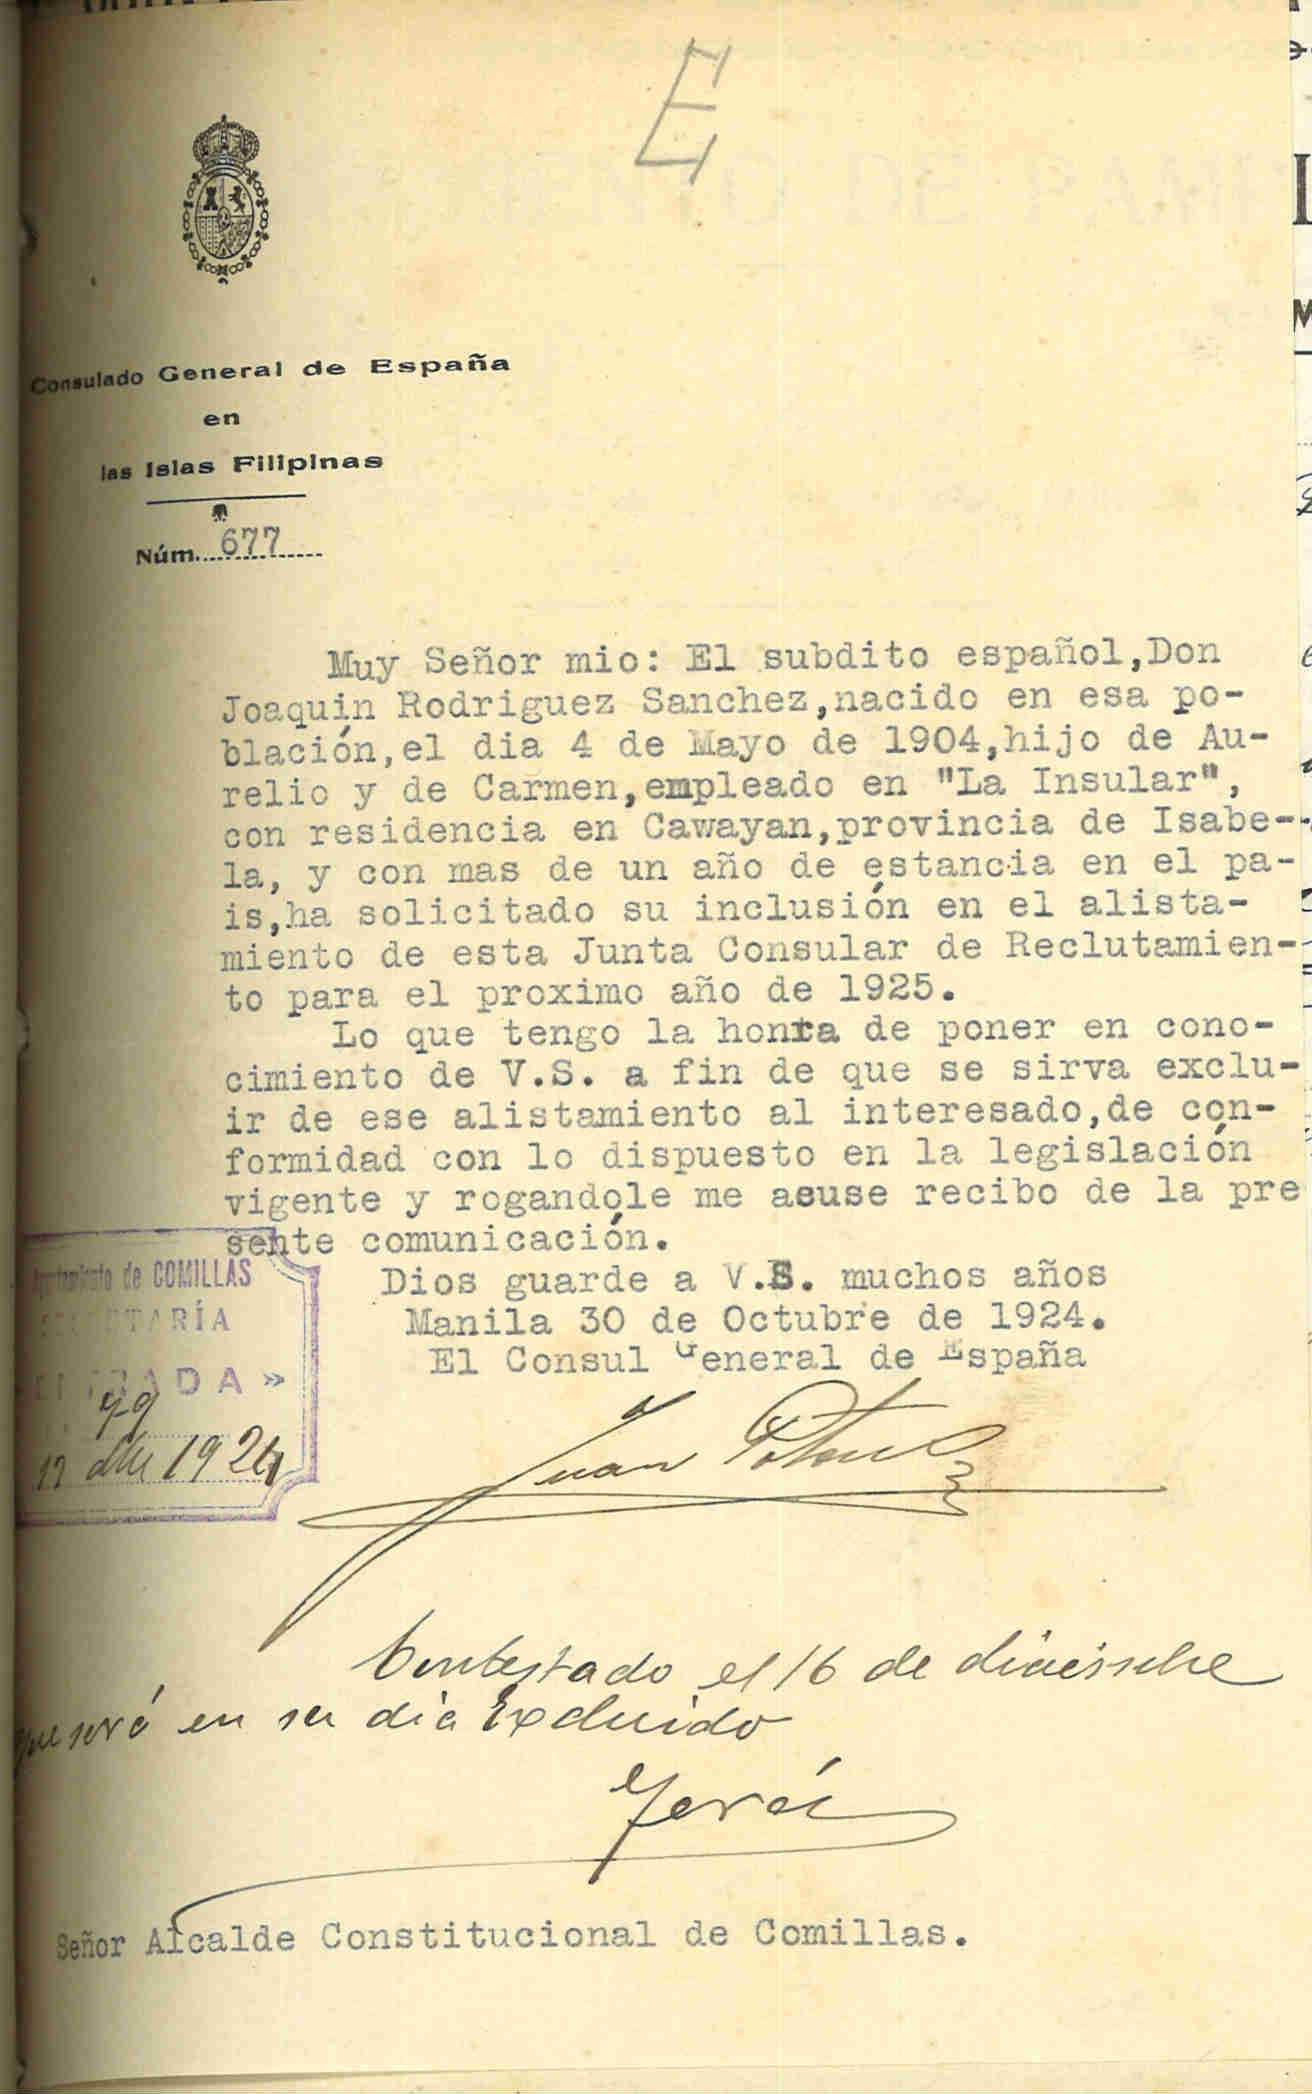 E
Consulado General de España
en
las Islas Filipinas
Núm. 677
Muy Señor mio: El subdito español,Don
Joaquin Rodriguez Sanchez,nacido en esa po-
blación,el dia 4 de Mayo de 1904,hijo de Au-
relio y de Carmen,empleado en "La Insular",
con residencia en Cawayan,provincia de Isabe-
la, y con mas de un año de estancia en el pa-
is,ha solicitado su inclusión en el alista-
miento de esta Junta Consular de Reclutamien-
to para el proximo año de 1925.
Lo que tengo la honra de poner en cono-
cimiento de V.S. a fin de que se sirva exclu-
ir de ese alistamiento al interesado,de con-
formidad con lo dispuesto en la legislación
vigente y rogandole me acuse recibo de la pre
sente comunicación.
Dios guarde a V.S. muchos años
Manila 30 de Octubre de 1924.
El Consul General de España
Ayuntamiento de COMILLAS
SECRETARÍA
ENTRADA»
1924
Juan
Contestado el 16 de diciembre
que será en su dia Excluido
Señor Alcalde Constitucional de Comillas.